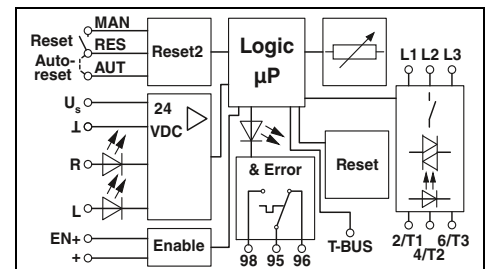 MAN
Reset
RES
Auto-
reset
AUT
Reset2
Logic
µP
L1 L2 L3
Us
24
VDC
⊥
R
L
& Error
Reset
EN+
+
Enable
98 95 96
T-BUS
2/T1 6/T3
4/T2